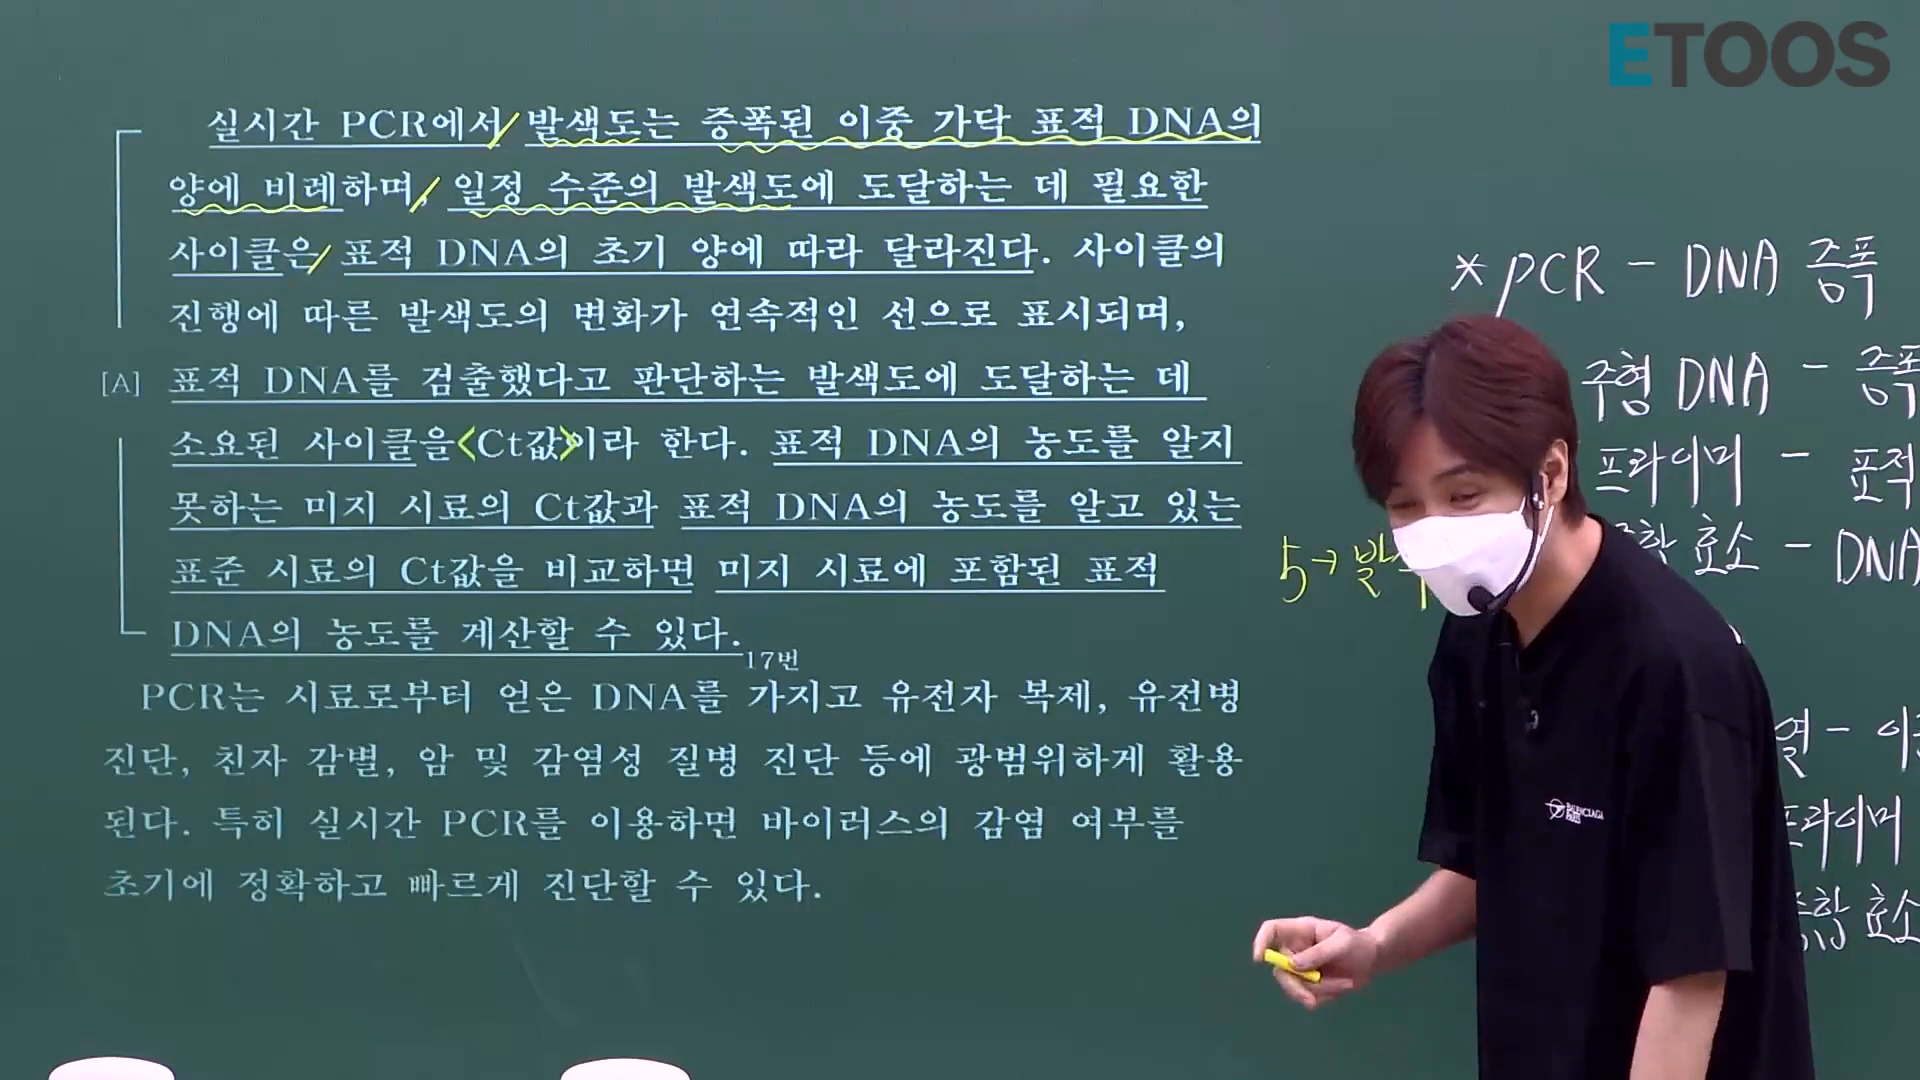 ETOOS
실시간 PCR에서 발색도는 증폭된 이중 가닥 표적 DNA의
양에 비례하며, 일정 수준의 발색도에 도달하는 데 필요한
사이클은 표적 DNA의 초기 양에 따라 달라진다. 사이클의
진행에 따른 발색도의 변화가 연속적인 선으로 표시되며,
[A] 표적 DNA를 검출했다고 판단하는 발색도에 도달하는 데
소요된 사이클을 <Ct값>이라 한다. 표적 DNA의 농도를 알지
못하는 미지 시료의 Ct값과 표적 DNA의 농도를 알고 있는
표준 시료의 Ct값을 비교하면 미지 시료에 포함된 표적
DNA의 농도를 계산할 수 있다.
17번
PCR는 시료로부터 얻은 DNA를 가지고 유전자 복제, 유전병
진단, 친자 감별, 암 및 감염성 질병 진단 등에 광범위하게 활용
된다. 특히 실시간 PCR를 이용하면 바이러스의 감염 여부를
초기에 정확하고 빠르게 진단할 수 있다.
* PCR - DNA 증폭
주형 DNA - 증폭
프라이머 - 표적
효소 - DNA
5→ 발
열 -
프라이머
효소
BALENCIAGA
PARIS